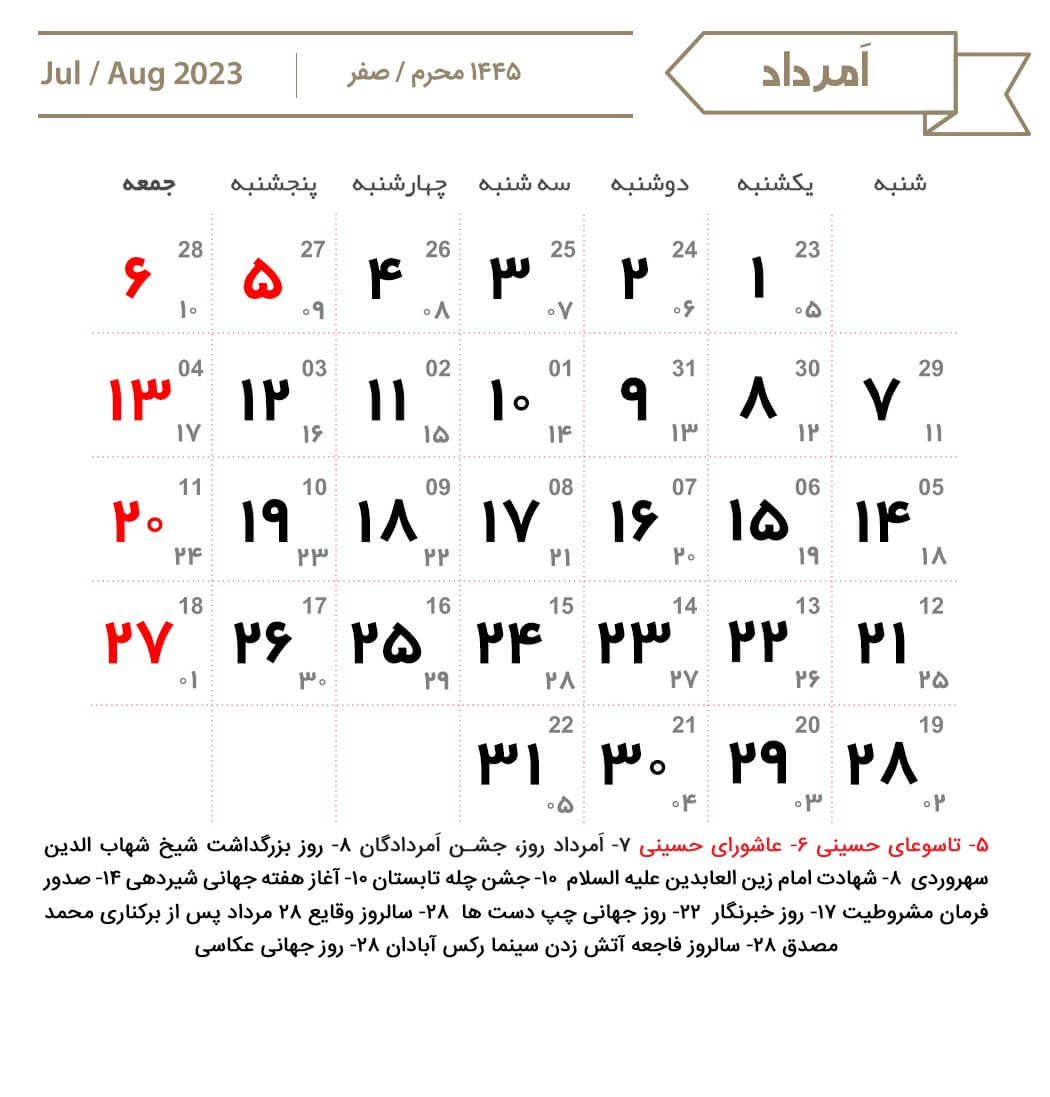 اَمرداد
۱۴۴۵ محرم / صفر
Jul / Aug 2023
شنبه یکشنبه دوشنبه سه شنبه چهارشنبه پنجشنبه جمعه
23 24 25 26 27 28
۱ ۲ ۳ ۴ ۵ ۶
۰۵ ۰۶ ۰۷ ۰۸ ۰۹ ۱۰
29 30 31 01 02 03 04
۷ ۸ ۹ ۱۰ ۱۱ ۱۲ ۱۳
۱۱ ۱۲ ۱۳ ۱۴ ۱۵ ۱۶ ۱۷
05 06 07 08 09 10 11
۱۴ ۱۵ ۱۶ ۱۷ ۱۸ ۱۹ ۲۰
۱۸ ۱۹ ۲۰ ۲۱ ۲۲ ۲۳ ۲۴
12 13 14 15 16 17 18
۲۱ ۲۲ ۲۳ ۲۴ ۲۵ ۲۶ ۲۷
۲۵ ۲۶ ۲۷ ۲۸ ۲۹ ۳۰ ۰۱
19 20 21 22
۲۸ ۲۹ ۳۰ ۳۱
۰۲ ۰۳ ۰۴ ۰۵
۵- تاسوعای حسینی ۶- عاشورای حسینی ۷- اَمرداد روز، جشـن اَمردادگان ۸- روز بزرگداشت شیخ شهاب الدین
سهروردی ۸- شهادت امام زین العابدین علیه السلام ۱۰- جشن چله تابستان ۱۰- آغاز هفته جهانی شیردهی ۱۴- صدور
فرمان مشروطیت ۱۷- روز خبرنگار ۲۲- روز جهانی چپ دست ها ۲۸- سالروز وقایع ۲۸ مرداد پس از برکناری محمد
مصدق ۲۸- سالروز فاجعه آتش زدن سینما رکس آبادان ۲۸- روز جهانی عکاسی